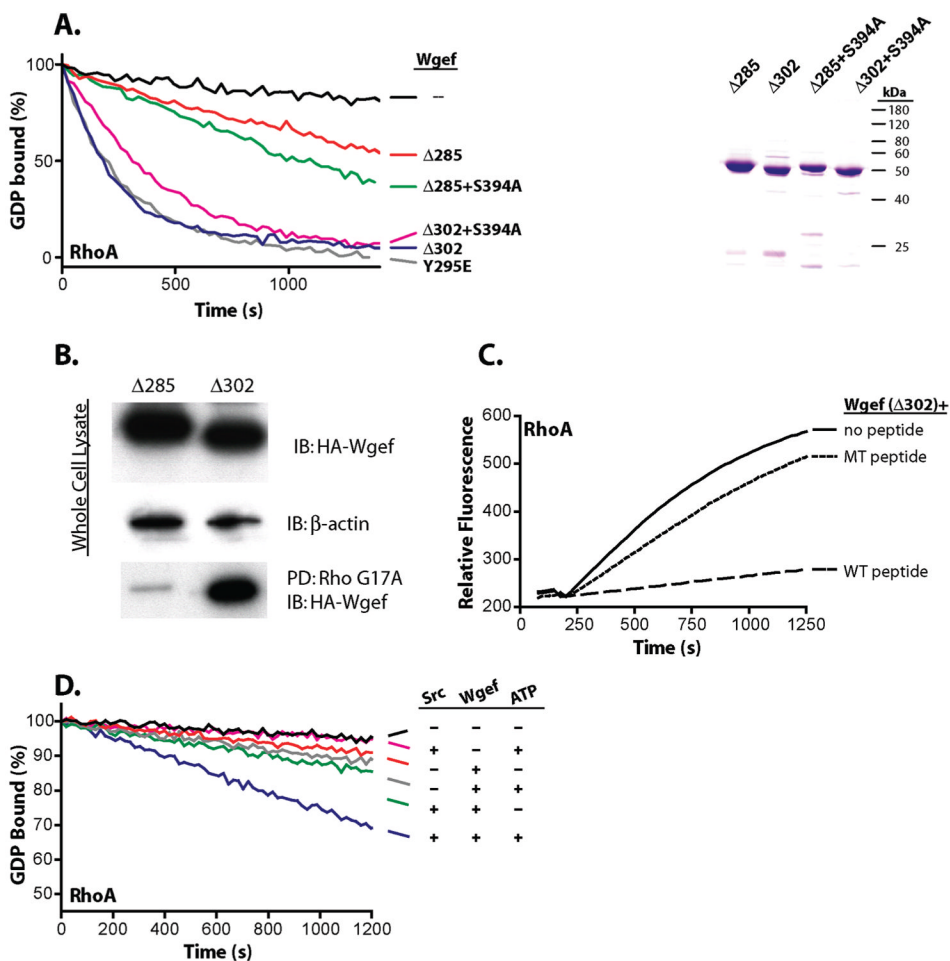 A.
Wgef
GDP bound (%)
100
50
0
0 500 1000
Time (s)
RhoA
--
Δ285
Δ285+S394A
Δ302+S394A
Δ302
Y295E
Δ285 Δ302 Δ285+S394A Δ302+S394A
kDa
180
120
80
60
50
40
25
B.
Δ285 Δ302
Whole Cell Lysate
IB: HA-Wgef
IB: β-actin
PD: Rho G17A
IB: HA-Wgef
C.
Relative Fluorescence
600
500
400
300
200
0 250 500 750 1000 1250
Time (s)
RhoA
Wgef (Δ302)+
no peptide
MT peptide
WT peptide
D.
GDP Bound (%)
100
90
80
70
60
50
0 200 400 600 800 1000 1200
Time (s)
RhoA
Src Wgef ATP
– – –
+ – +
– + –
– + +
+ + –
+ + +